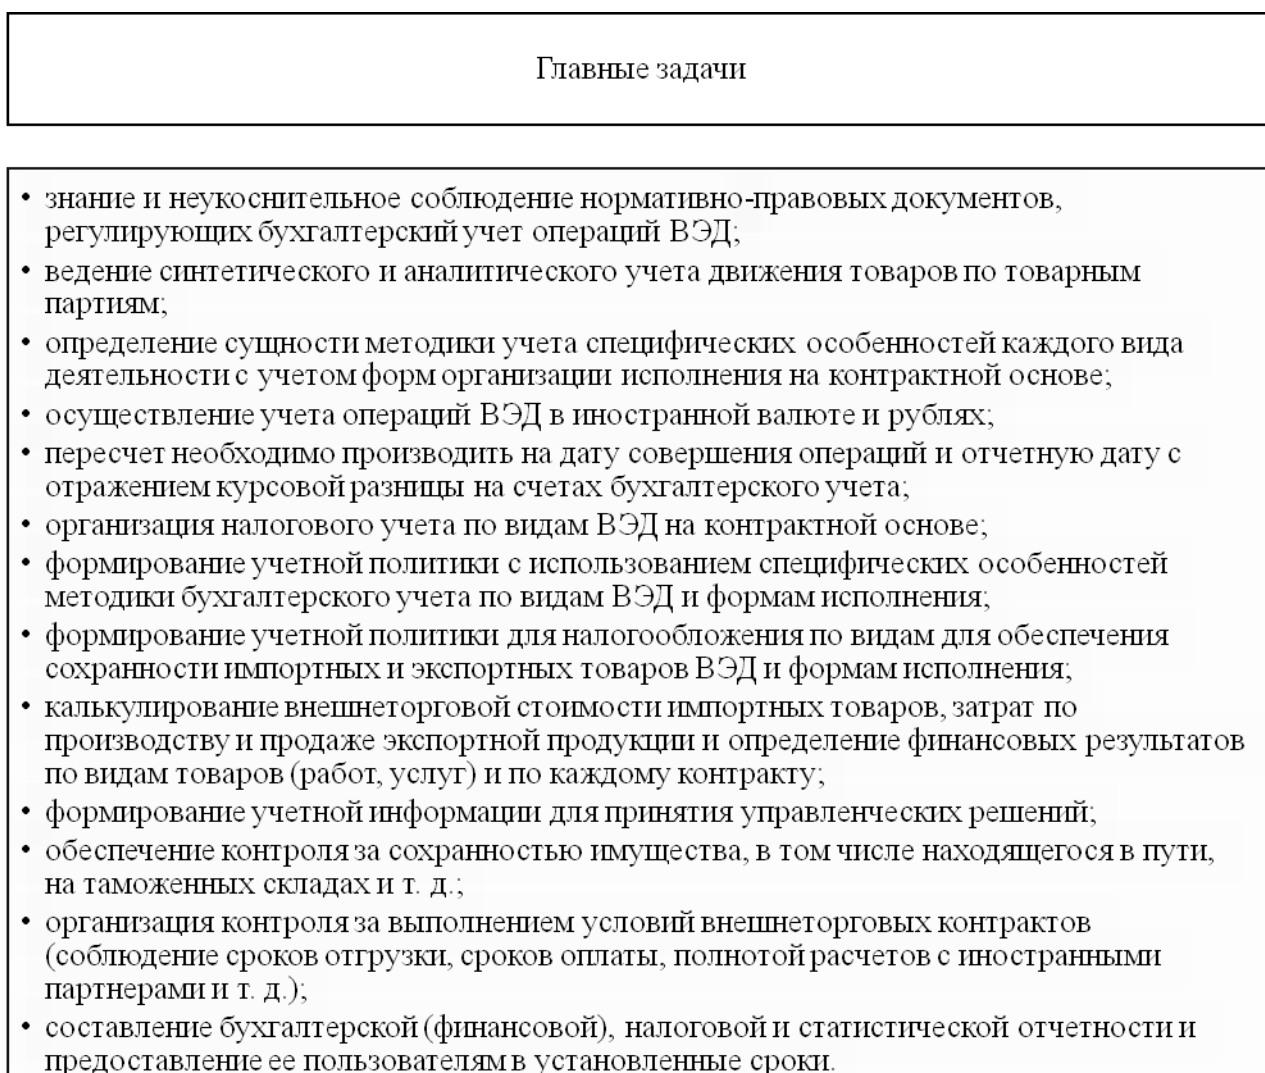 Главные задачи
• знание и неукоснительное соблюдение нормативно-правовых документов,
регулирующих бухгалтерский учет операций ВЭД;
• ведение синтетического и аналитического учета движения товаров по товарным
партиям;
• определение сущности методики учета специфических особенностей каждого вида
деятельности с учетом форм организации исполнения на контрактной основе;
• осуществление учета операций ВЭД в иностранной валюте и рублях;
• пересчет необходимо производить на дату совершения операций и отчетную дату с
отражением курсовой разницы на счетах бухгалтерского учета;
• организация налогового учета по видам ВЭД на контрактной основе;
• формирование учетной политики с использованием специфических особенностей
методики бухгалтерского учета по видам ВЭД и формам исполнения;
• формирование учетной политики для налогообложения по видам для обеспечения
сохранности импортных и экспортных товаров ВЭД и формам исполнения;
• калькулирование внешнеторговой стоимости импортных товаров, затрат по
производству и продаже экспортной продукции и определение финансовых результатов
по видам товаров (работ, услуг) и по каждому контракту;
• формирование учетной информации для принятия управленческих решений;
• обеспечение контроля за сохранностью имущества, в том числе находящегося в пути,
на таможенных складах и т. д.;
• организация контроля за выполнением условий внешнеторговых контрактов
(соблюдение сроков отгрузки, сроков оплаты, полнотой расчетов с иностранными
партнерами и т. д.);
• составление бухгалтерской (финансовой), налоговой и статистической отчетности и
предоставление ее пользователям в установленные сроки.